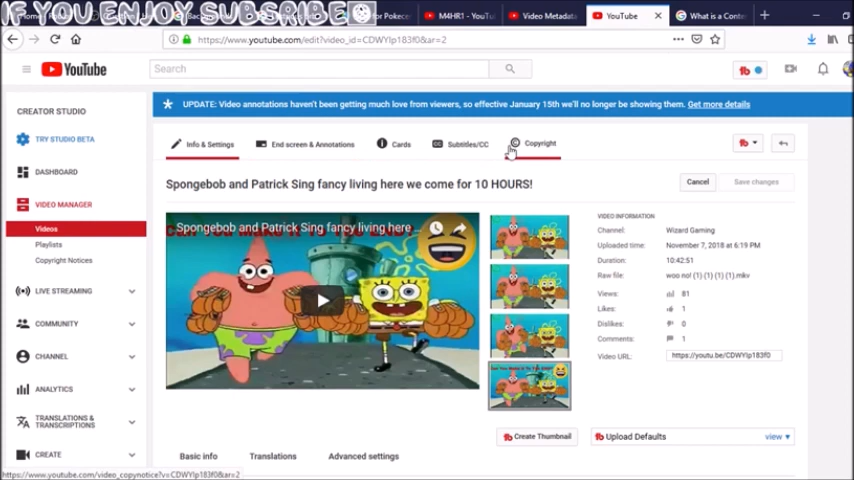 IF YOU ENJOY SUBSCRIBE
for Pokece
M4HR1 - YouTu
Video Metada
YouTube
What is a Conte
https://www.youtube.com/edit?video_id=CDWYIp183f0&ar=2
YouTube
Search
CREATOR STUDIO
UPDATE: Video annotations haven't been getting much love from viewers, so effective January 15th we'll no longer be showing them. Get more details
TRY STUDIO BETA
Info & Settings
End screen & Annotations
Cards
Subtitles/CC
Copyright
DASHBOARD
VIDEO MANAGER
Videos
Playlists
Copyright Notices
LIVE STREAMING
COMMUNITY
CHANNEL
ANALYTICS
TRANSLATIONS &
TRANSCRIPTIONS
CREATE
Spongebob and Patrick Sing fancy living here we come for 10 HOURS!
Cancel
Save changes
Spongebob and Patrick Sing fancy living here ...
VIDEO INFORMATION
Channel: Wizard Gaming
Uploaded time: November 7, 2018 at 6:19 PM
Duration: 10:42:51
Raw file: woo no! (1) (1) (1) (1).mkv
Views: 81
Likes: 1
Dislikes: 0
Comments: 1
Video URL: https://youtu.be/CDWYIp183f0
Create Thumbnail
Upload Defaults
view
Basic info
Translations
Advanced settings
https://www.youtube.com/video_copynotice?v=CDWYIp183f0&ar=2